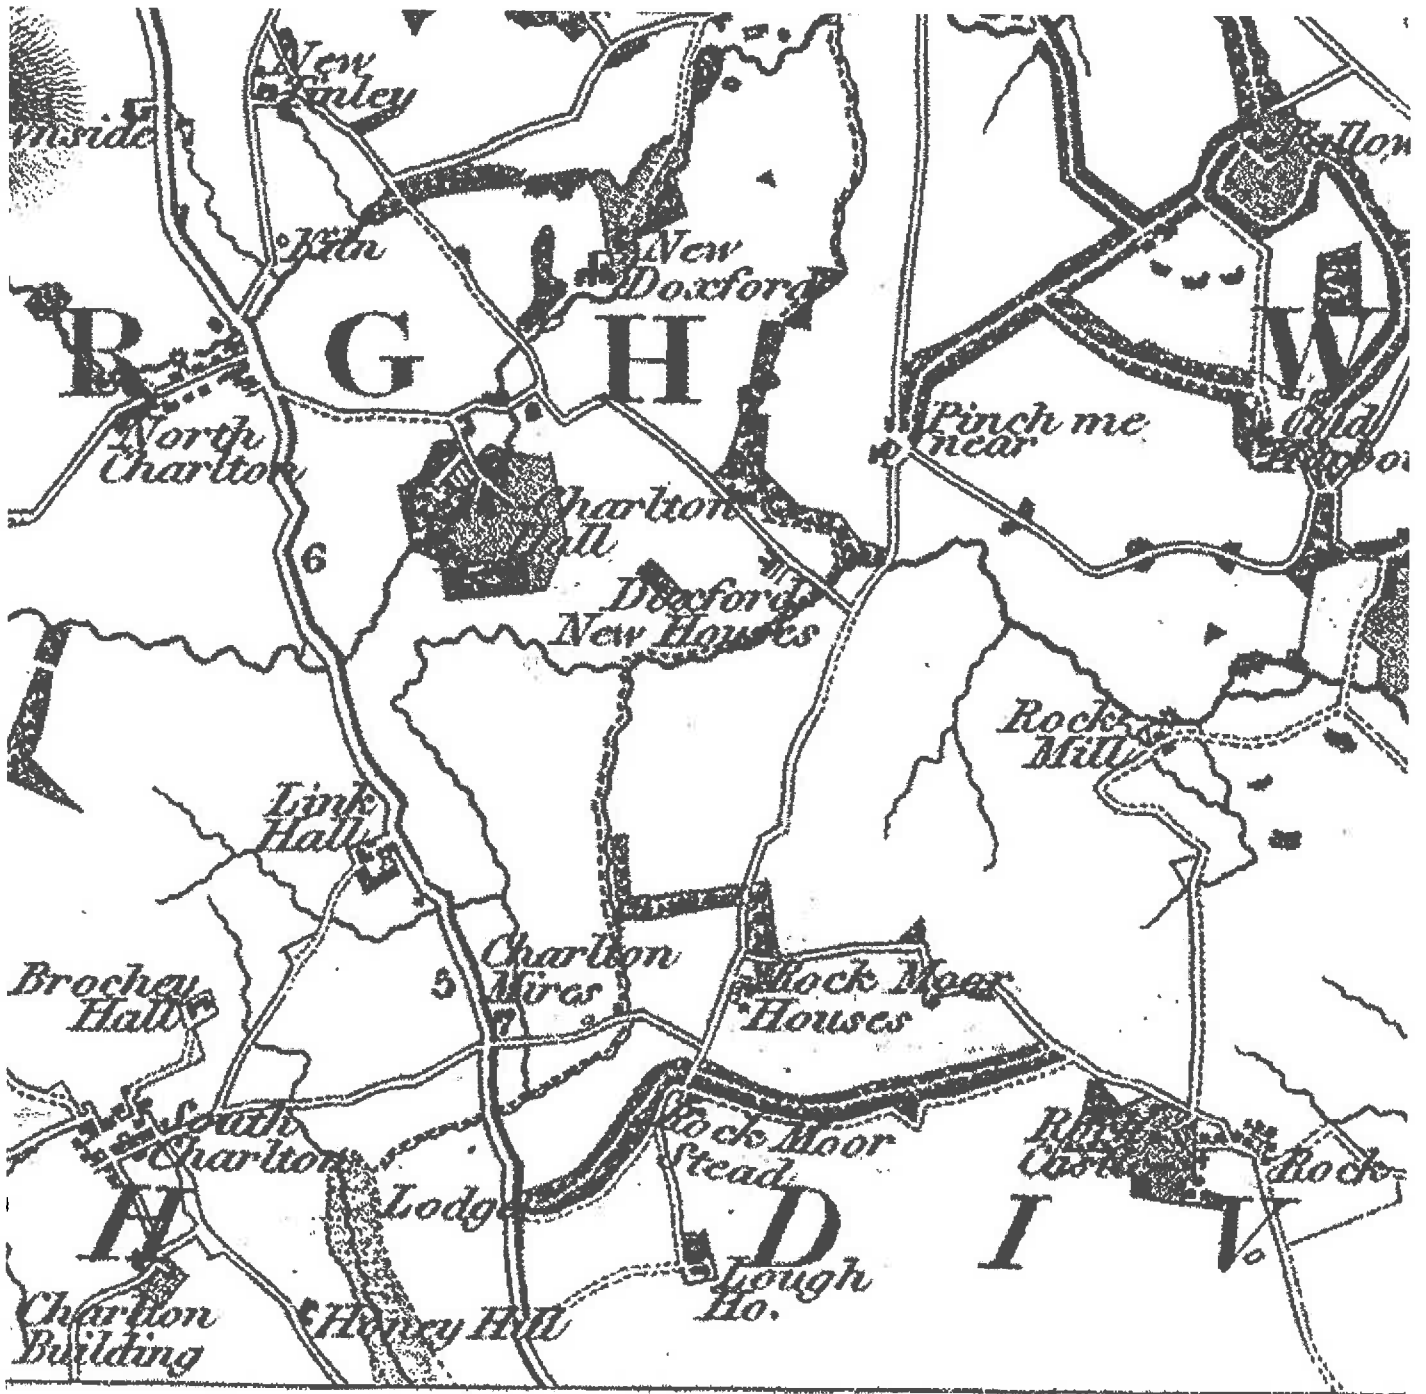 New
Kiln
New
Doxford
R G H W
North
Charlton
Pinch me
near
Charlton
Hall
6
Doxford
New Houses
Rock
Mill
Link
Hall
Charlton
Mires
5
Brochey
Hall
Rock Moor
Houses
South
Charlton
Rock Moor
Stead
Rock
Castle
Rock
Lodge
H D I V
Lough
Ho.
Charlton
Building
Honey Hill